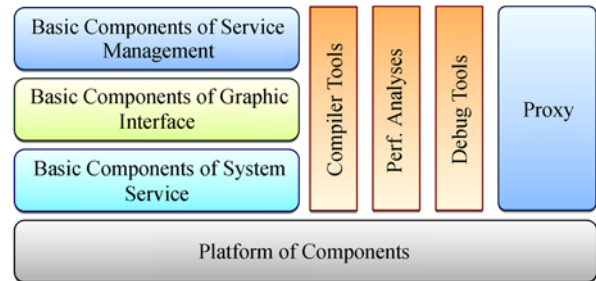 Basic Components of Service
Management
Basic Components of Graphic
Interface
Basic Components of System
Service
Compiler Tools
Perf. Analyses
Debug Tools
Proxy
Platform of Components